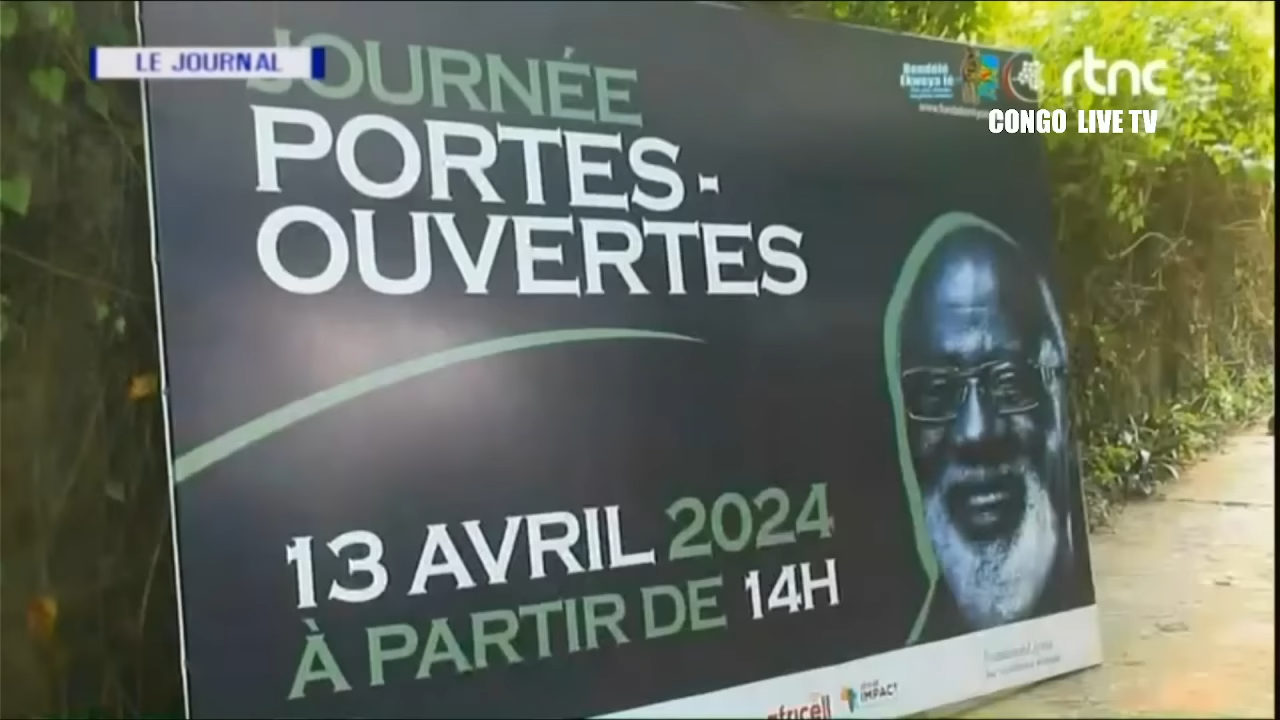 LE JOURNAL
rtnc
CONGO LIVE TV
JOURNÉE
PORTES-
OUVERTES
13 AVRIL 2024
À PARTIR DE 14H
africell
IMPACT